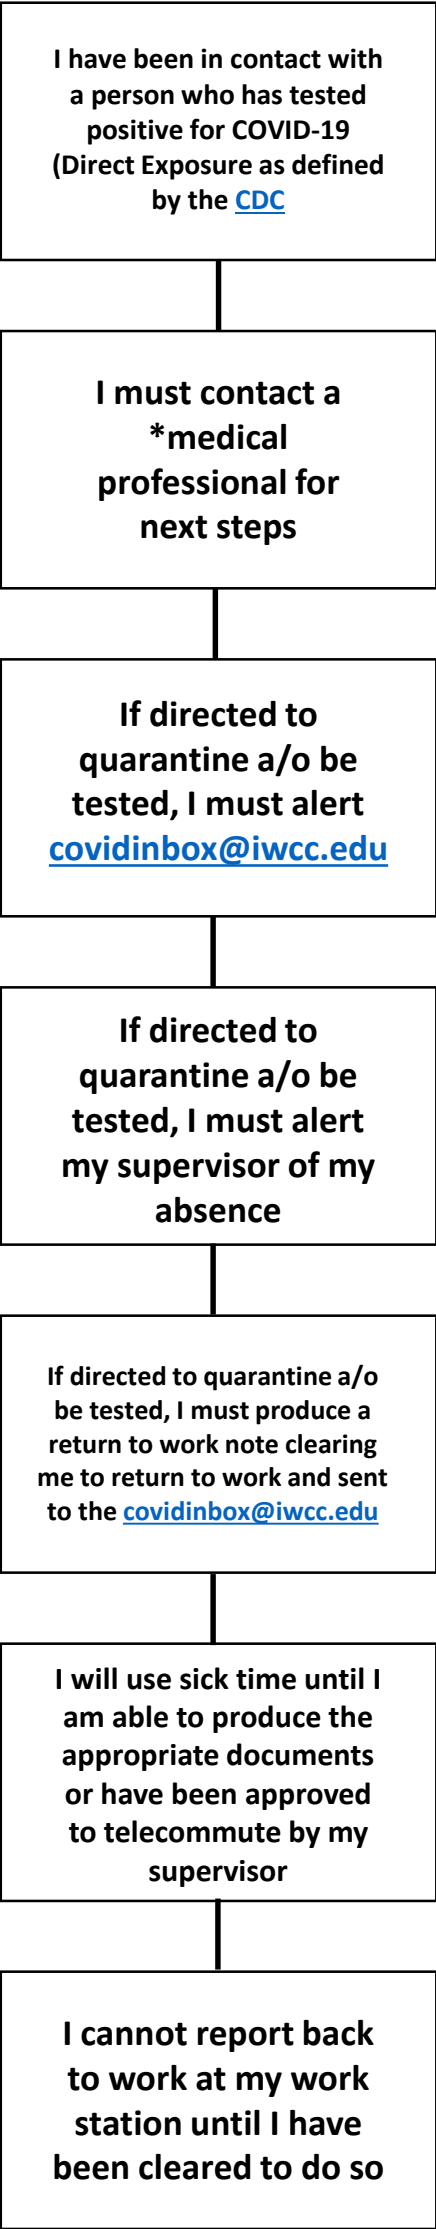 I have been in contact with
a person who has tested
positive for COVID-19
(Direct Exposure as defined
by the CDC
I must contact a
*medical
professional for
next steps
If directed to
quarantine a/o be
tested, I must alert
covidinbox@iwcc.edu
If directed to
quarantine a/o be
tested, I must alert
my supervisor of my
absence
If directed to quarantine a/o
be tested, I must produce a
return to work note clearing
me to return to work and sent
to the covidinbox@iwcc.edu
I will use sick time until I
am able to produce the
appropriate documents
or have been approved
to telecommute by my
supervisor
I cannot report back
to work at my work
station until I have
been cleared to do so